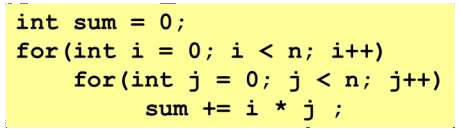 int sum = 0;
for(int i = 0; i < n; i++)
    for(int j = 0; j < n; j++)
        sum += i * j ;